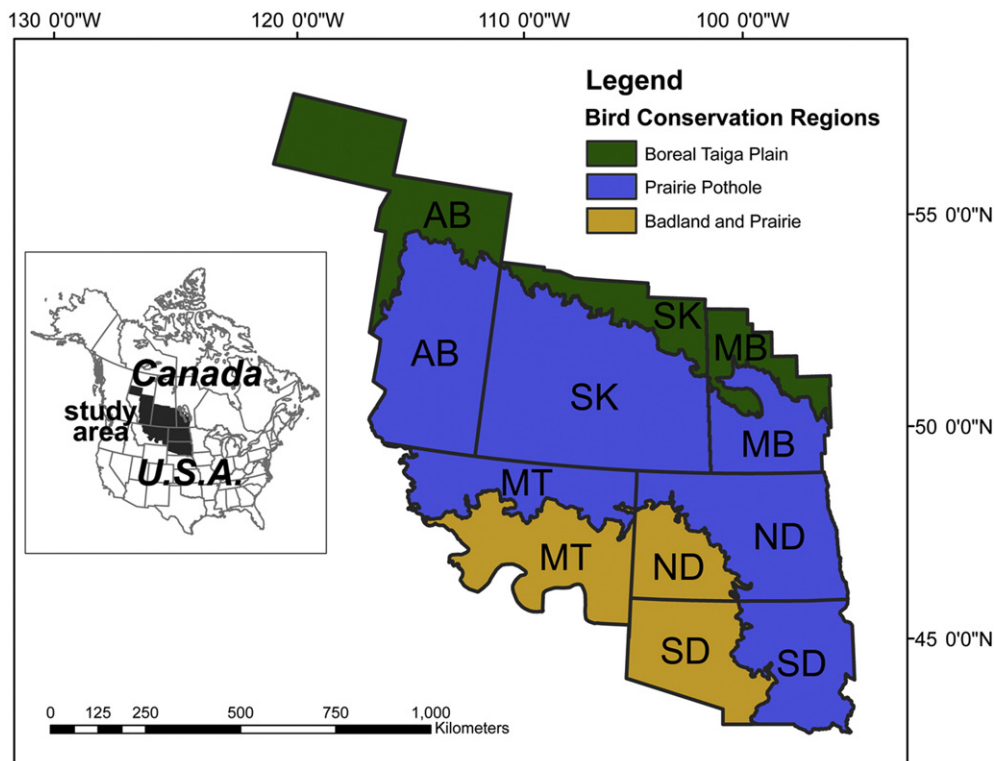 130 0'0"W 120 0'0"W 110 0'0"W 100 0'0"W
Legend
Bird Conservation Regions
Boreal Taiga Plain
Prairie Pothole
Badland and Prairie
55 0'0"N
50 0'0"N
45 0'0"N
AB
SK
MB
AB
SK
MB
MT
ND
MT
ND
SD
SD
Canada
study
area
U.S.A.
0 125 250 500 750 1,000
Kilometers